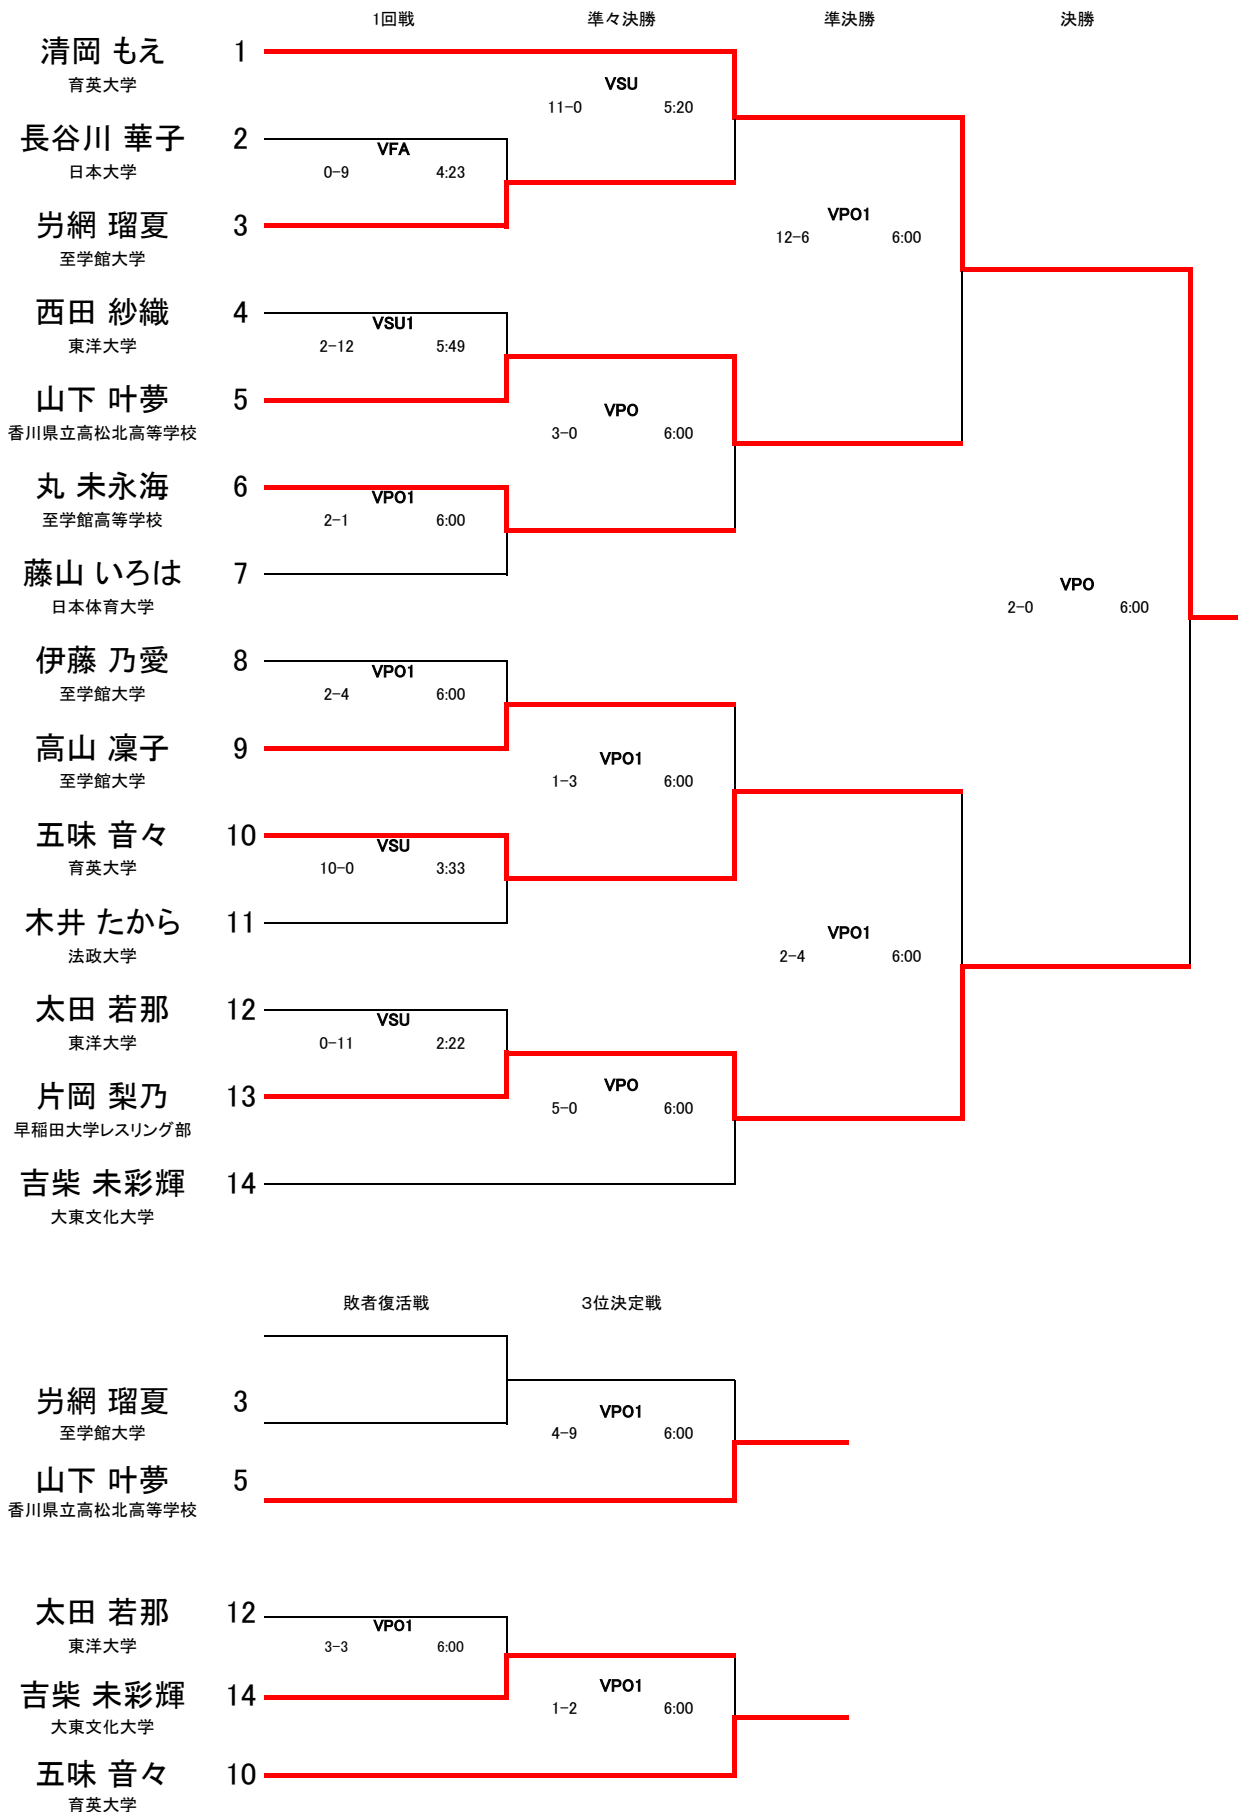 1回戦 準々決勝 準決勝 決勝
清岡 もえ 1
育英大学
VSU
11-0 5:20
長谷川 華子 2
日本大学
VFA
0-9 4:23
屶網 瑠夏 3
至学館大学
VPO1
12-6 6:00
西田 紗織 4
東洋大学
VSU1
2-12 5:49
山下 叶夢 5
香川県立高松北高等学校
VPO
3-0 6:00
丸 未永海 6
至学館高等学校
VPO1
2-1 6:00
藤山 いろは 7
日本体育大学
VPO
2-0 6:00
伊藤 乃愛 8
至学館大学
VPO1
2-4 6:00
高山 凜子 9
至学館大学
VPO1
1-3 6:00
五味 音々 10
育英大学
VSU
10-0 3:33
木井 たから 11
法政大学
VPO1
2-4 6:00
太田 若那 12
東洋大学
VSU
0-11 2:22
片岡 梨乃 13
早稲田大学レスリング部
VPO
5-0 6:00
吉柴 未彩輝 14
大東文化大学
敗者復活戦 3位決定戦
屶網 瑠夏 3
至学館大学
VPO1
4-9 6:00
山下 叶夢 5
香川県立高松北高等学校
太田 若那 12
東洋大学
VPO1
3-3 6:00
吉柴 未彩輝 14
大東文化大学
VPO1
1-2 6:00
五味 音々 10
育英大学